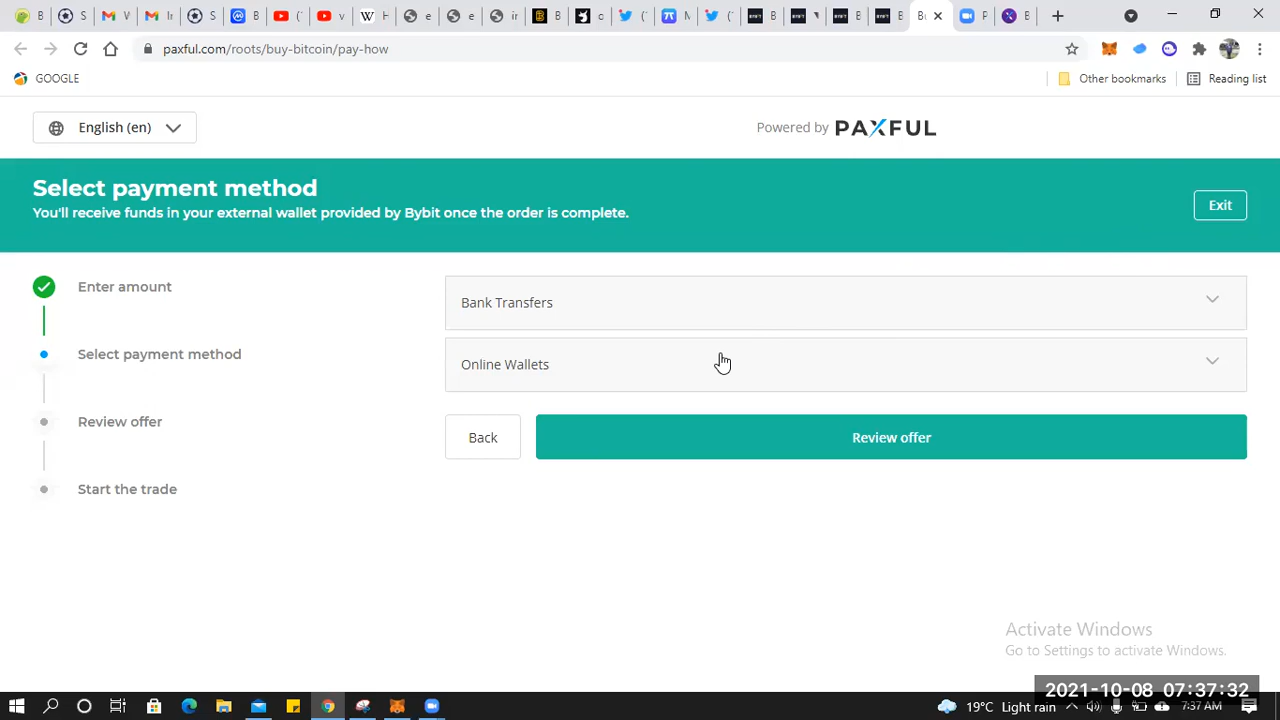 paxful.com/roots/buy-bitcoin/pay-how
GOOGLE
Other bookmarks
Reading list
English (en)
Powered by PAXFUL
Select payment method
You'll receive funds in your external wallet provided by Bybit once the order is complete.
Exit
Enter amount
Select payment method
Review offer
Start the trade
Bank Transfers
Online Wallets
Back
Review offer
Activate Windows
Go to Settings to activate Windows.
2021-10-08 07:37:32
19°C Light rain
7:37 AM